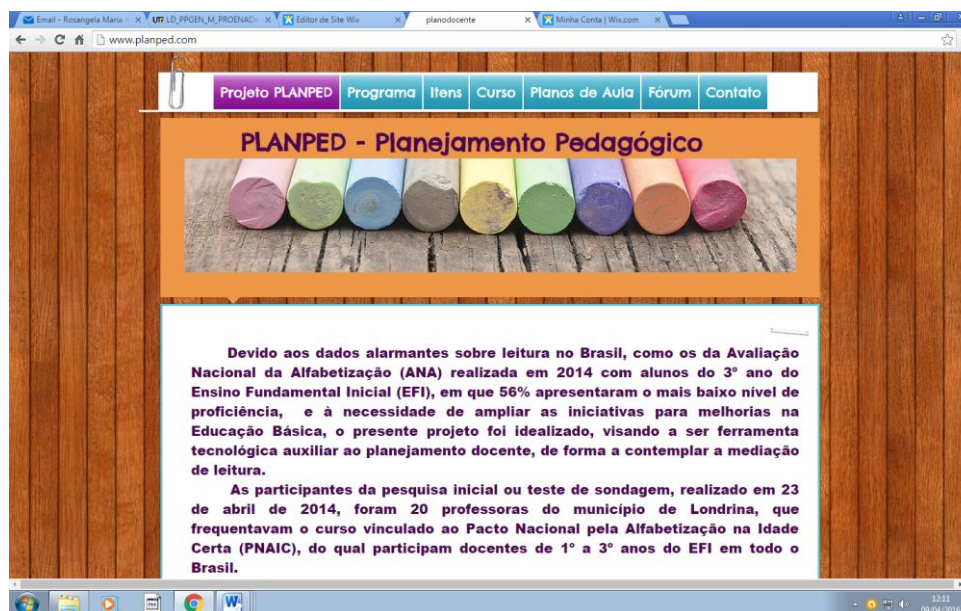 Email - Rosangela Maria
UTF LD_PPGEN_M_PROENAD
Editor de Site Wix
planodocente
Minha Conta | Wix.com
www.planped.com
Projeto PLANPED Programa Itens Curso Planos de Aula Fórum Contato
PLANPED - Planejamento Pedagógico
Devido aos dados alarmantes sobre leitura no Brasil, como os da Avaliação
Nacional da Alfabetização (ANA) realizada em 2014 com alunos do 3º ano do
Ensino Fundamental Inicial (EFI), em que 56% apresentaram o mais baixo nível de
proficiência, e à necessidade de ampliar as iniciativas para melhorias na
Educação Básica, o presente projeto foi idealizado, visando a ser ferramenta
tecnológica auxiliar ao planejamento docente, de forma a contemplar a mediação
de leitura.
As participantes da pesquisa inicial ou teste de sondagem, realizado em 23
de abril de 2014, foram 20 professoras do município de Londrina, que
frequentavam o curso vinculado ao Pacto Nacional pela Alfabetização na Idade
Certa (PNAIC), do qual participam docentes de 1º a 3º anos do EFI em todo o
Brasil.
12:11
09/04/2016